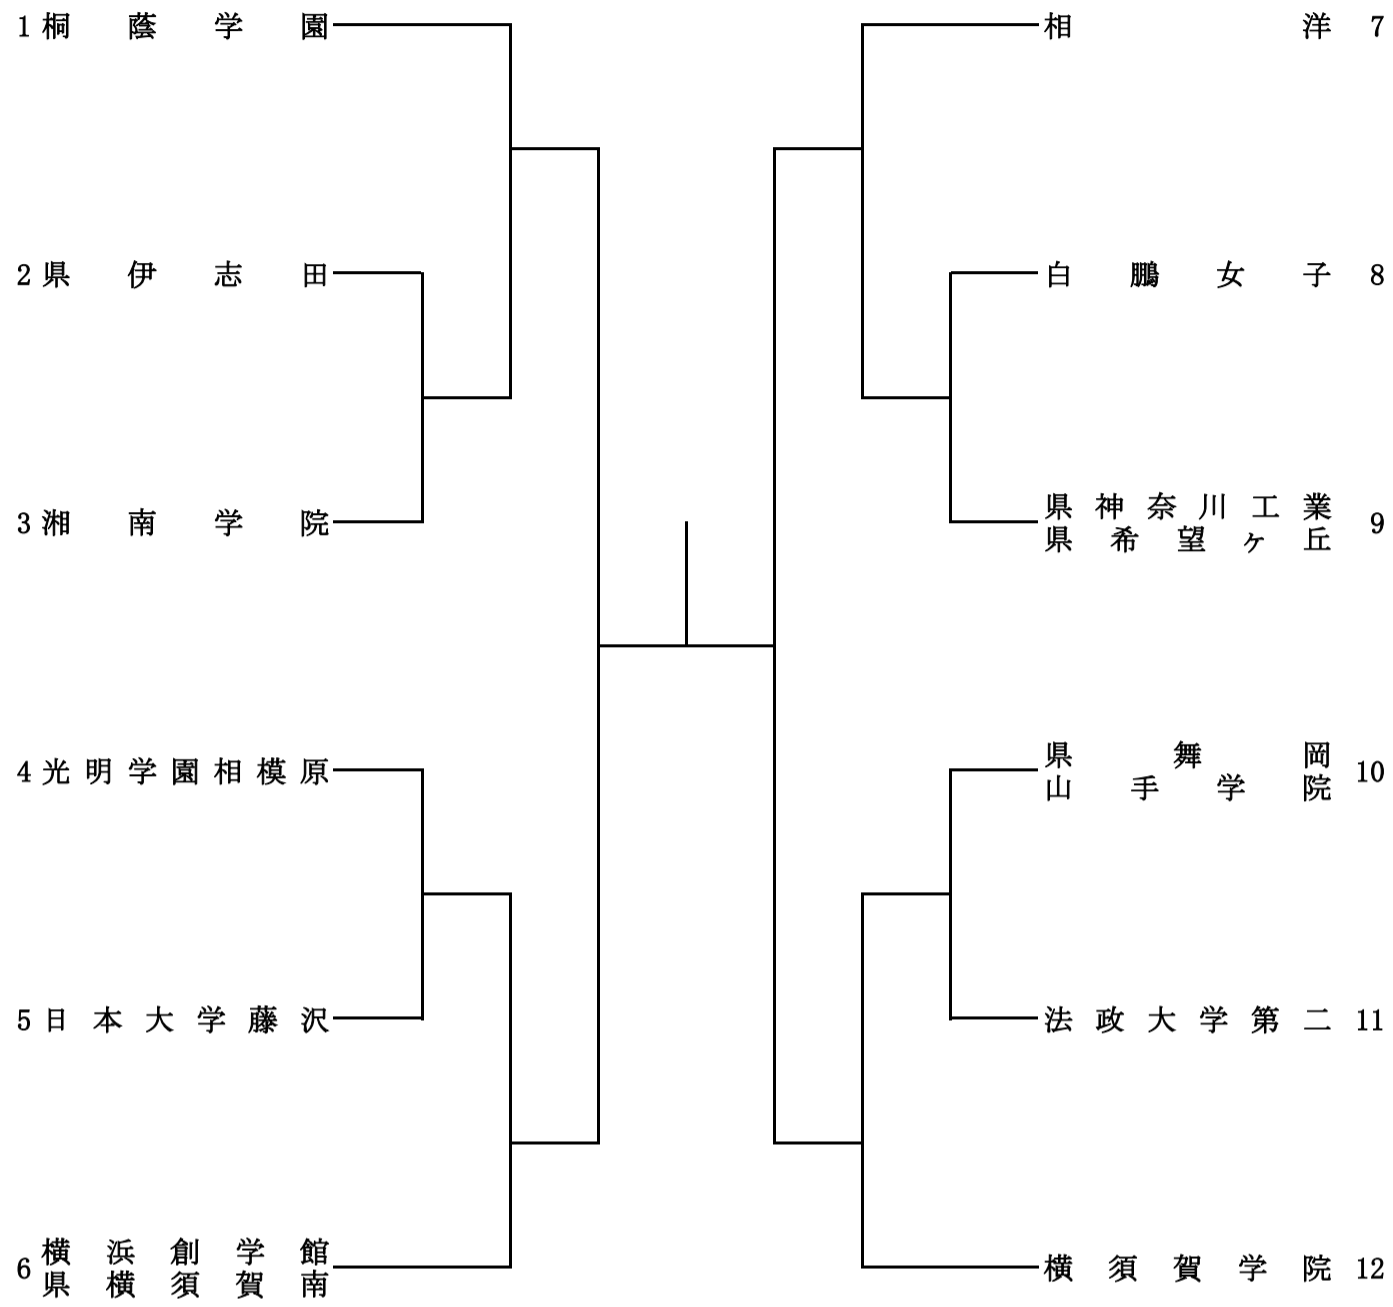 1 桐蔭学園
2 県伊志田
3 湘南学院
4 光明学園相模原
5 日本大学藤沢
6 横浜創学館
県横須賀南
相洋 7
白鵬女子 8
県神奈川工業
県希望ヶ丘 9
県舞岡
山手学院 10
法政大学第二 11
横須賀学院 12